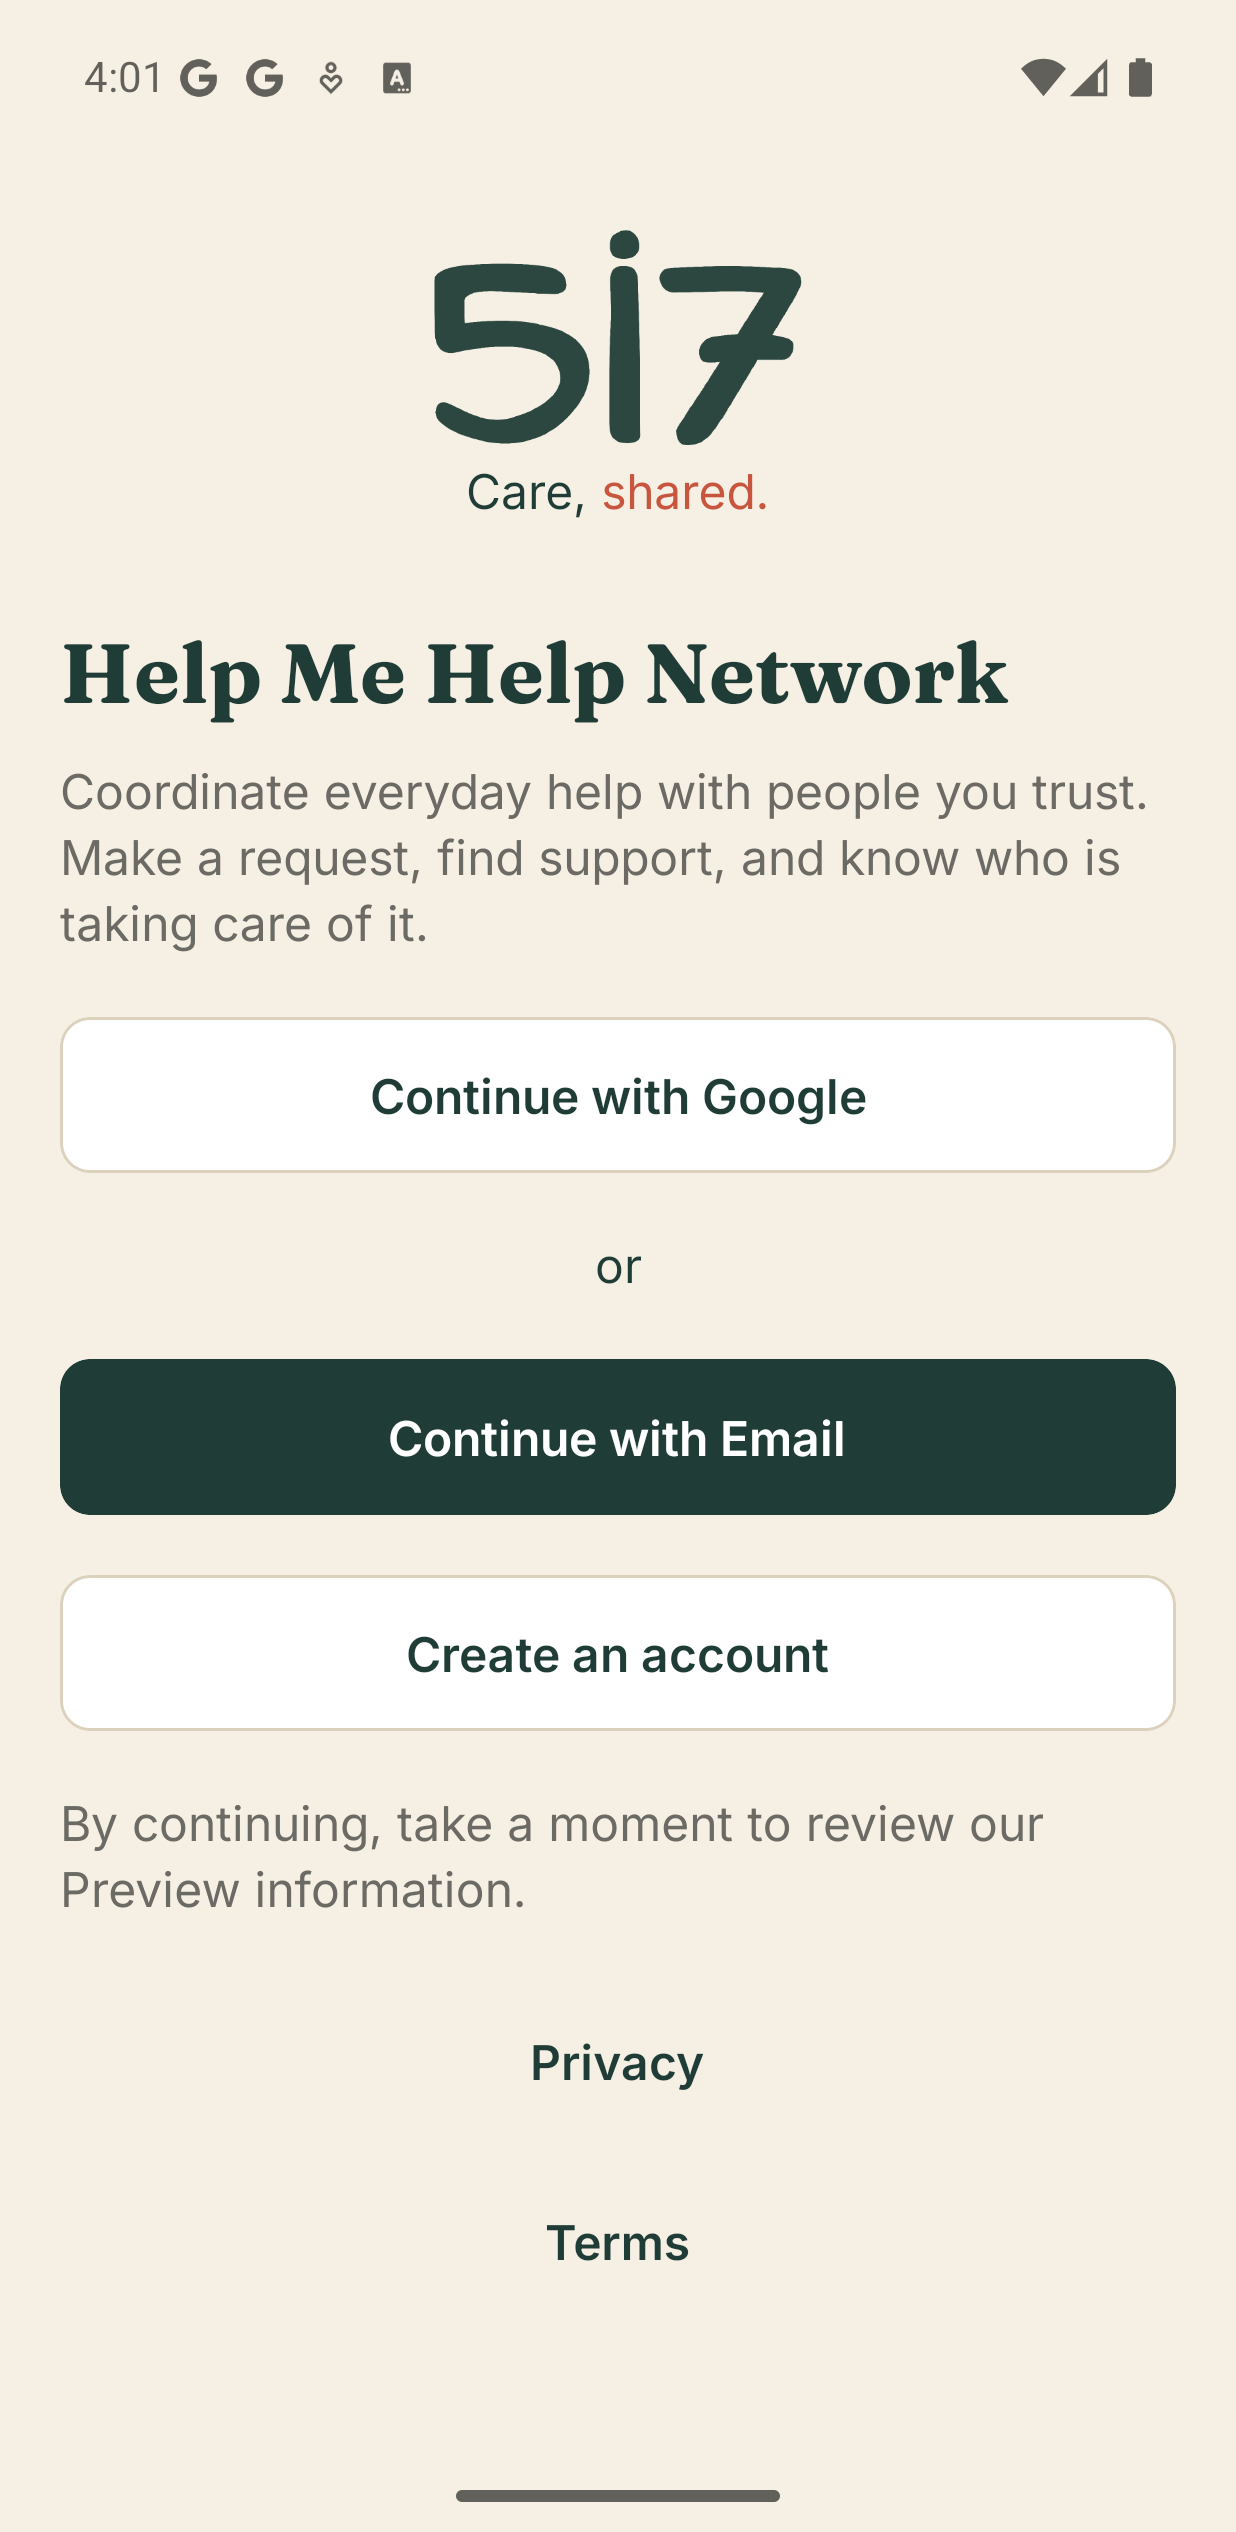 4:01
5i7
Care, shared.
Help Me Help Network
Coordinate everyday help with people you trust.
Make a request, find support, and know who is
taking care of it.
Continue with Google
or
Continue with Email
Create an account
By continuing, take a moment to review our
Preview information.
Privacy
Terms